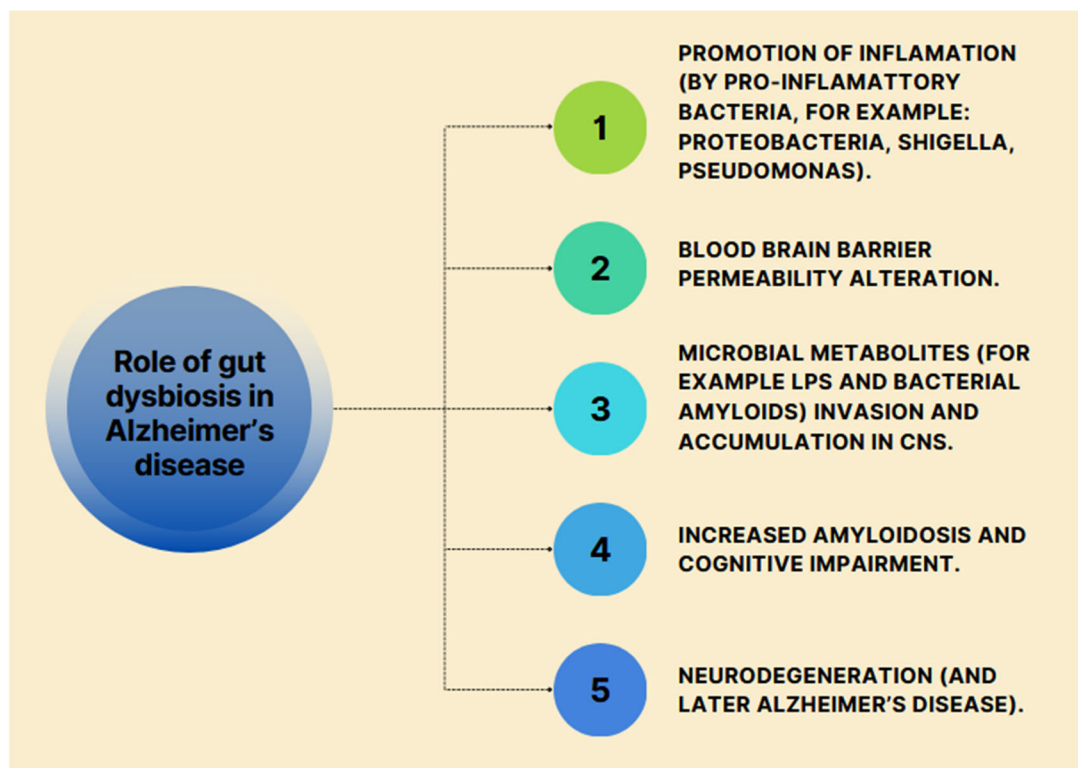 Role of gut
dysbiosis in
Alzheimer's
disease
1
PROMOTION OF INFLAMATION
(BY PRO-INFLAMATTORY
BACTERIA, FOR EXAMPLE:
PROTEOBACTERIA, SHIGELLA,
PSEUDOMONAS).
2
BLOOD BRAIN BARRIER
PERMEABILITY ALTERATION.
3
MICROBIAL METABOLITES (FOR
EXAMPLE LPS AND BACTERIAL
AMYLOIDS) INVASION AND
ACCUMULATION IN CNS.
4
INCREASED AMYLOIDOSIS AND
COGNITIVE IMPAIRMENT.
5
NEURODEGENERATION (AND
LATER ALZHEIMER'S DISEASE).